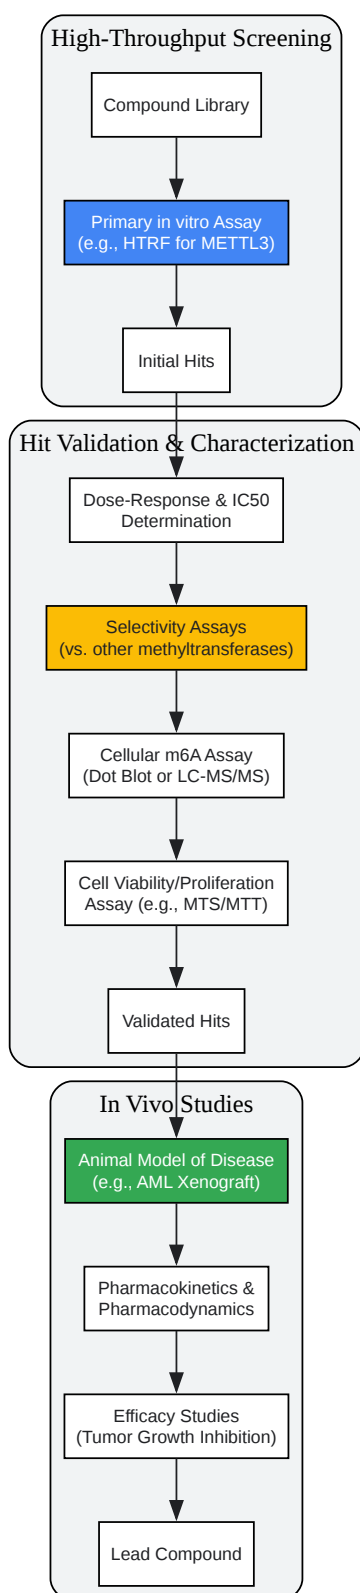 High-Throughput Screening
Compound Library
Primary in vitro Assay
(e.g., HTRF for METTL3)
Initial Hits
Hit Validation & Characterization
Dose-Response & IC50
Determination
Selectivity Assays
(vs. other methyltransferases)
Cellular m6A Assay
(Dot Blot or LC-MS/MS)
Cell Viability/Proliferation
Assay (e.g., MTS/MTT)
Validated Hits
In Vivo Studies
Animal Model of Disease
(e.g., AML Xenograft)
Pharmacokinetics &
Pharmacodynamics
Efficacy Studies
(Tumor Growth Inhibition)
Lead Compound